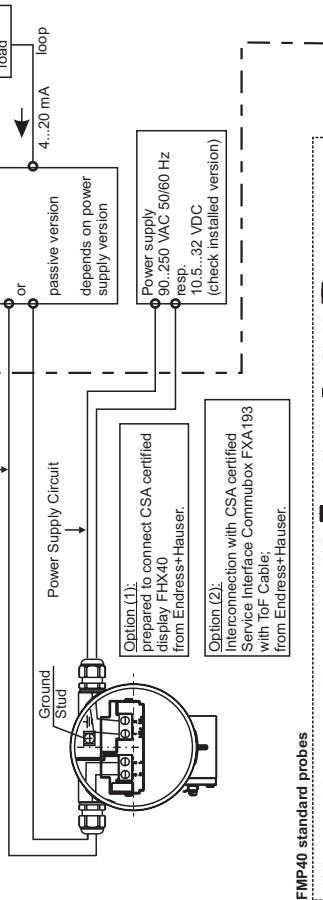 load
loop
4...20 mA
or
passive version
depends on power
supply version
Power supply
90..250 VAC 50/60 Hz
resp.
10.5...32 VDC
(check installed version)
Power Supply Circuit
Ground
Stud
Option (1):
prepared to connect CSA certified
display FHX40
from Endress+Hauser.
Option (2):
Interconnection with CSA certified
Service Interface Commubox FXA193
with ToF Cable;
from Endress+Hauser.
FMP40 standard probes